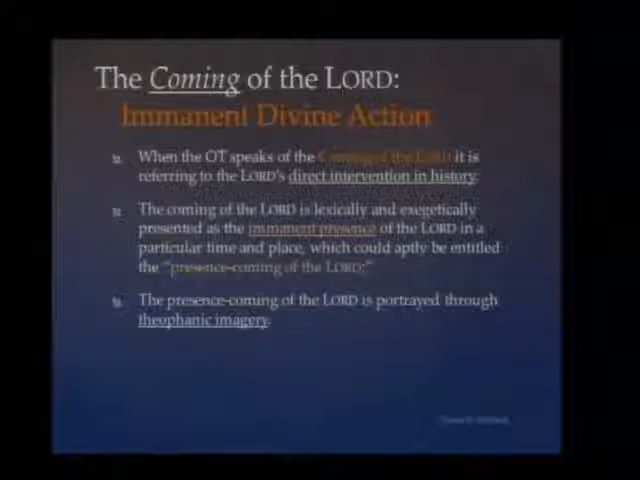 The Coming of the LORD:
Immanent Divine Action
When the OT speaks of the Coming of the Lord it is
referring to the LORD's direct intervention in history.
The coming of the LORD is lexically and exegetically
presented as the immanent presence of the LORD in a
particular time and place, which could aptly be entitled
the "presence-coming of the LORD:"
The presence-coming of the LORD is portrayed through
theophanic imagery.